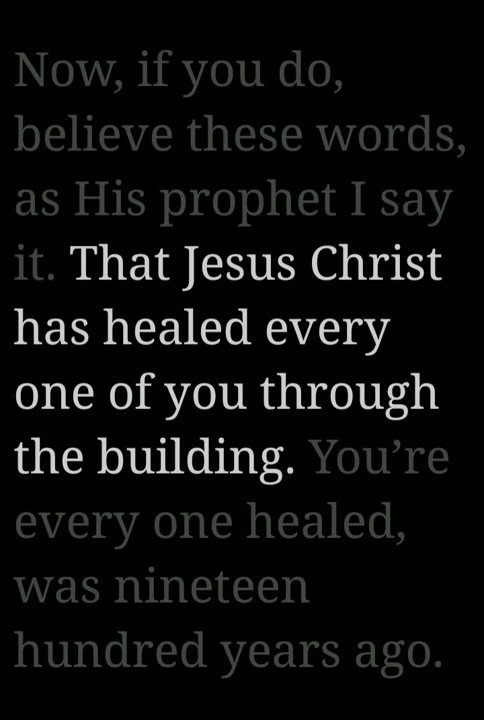 Now, if you do,
believe these words,
as His prophet I say
it. That Jesus Christ
has healed every
one of you through
the building. You’re
every one healed,
was nineteen
hundred years ago.